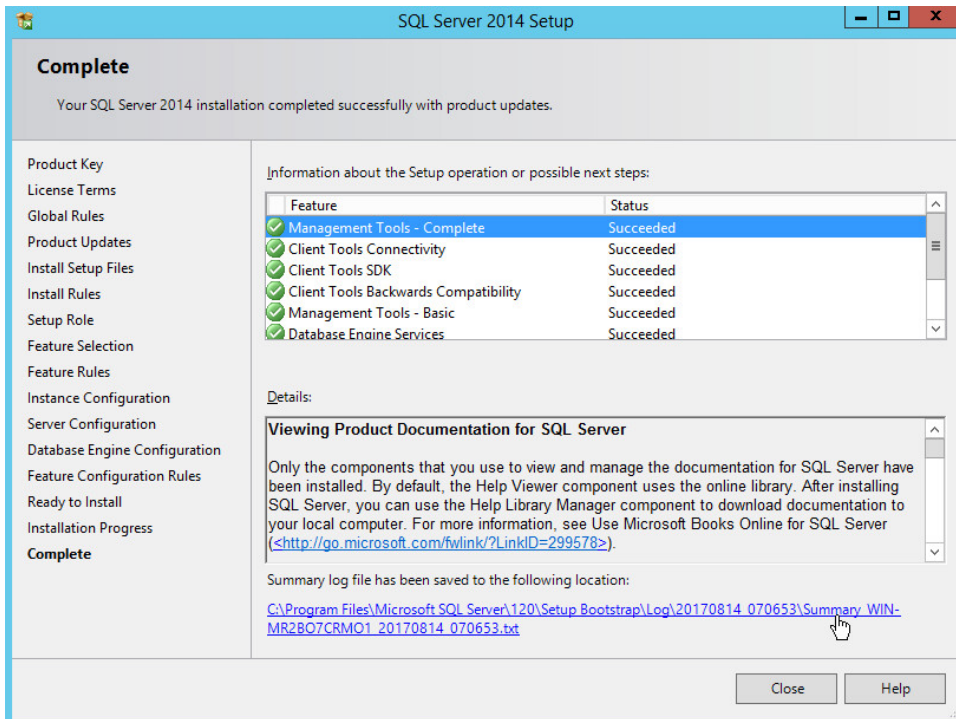 SQL Server 2014 Setup
Complete
Your SQL Server 2014 installation completed successfully with product updates.
Product Key
License Terms
Global Rules
Product Updates
Install Setup Files
Install Rules
Setup Role
Feature Selection
Feature Rules
Instance Configuration
Server Configuration
Database Engine Configuration
Feature Configuration Rules
Ready to Install
Installation Progress
Complete
Information about the Setup operation or possible next steps:
Feature Status
Management Tools - Complete Succeeded
Client Tools Connectivity Succeeded
Client Tools SDK Succeeded
Client Tools Backwards Compatibility Succeeded
Management Tools - Basic Succeeded
Database Engine Services Succeeded
Details:
Viewing Product Documentation for SQL Server
Only the components that you use to view and manage the documentation for SQL Server have
been installed. By default, the Help Viewer component uses the online library. After installing
SQL Server, you can use the Help Library Manager component to download documentation to
your local computer. For more information, see Use Microsoft Books Online for SQL Server
(<http://go.microsoft.com/fwlink/?LinkID=299578>).
Summary log file has been saved to the following location:
C:\Program Files\Microsoft SQL Server\120\Setup Bootstrap\Log\20170814_070653\Summary_WIN-
MR2BO7CRMO1_20170814_070653.txt
Close Help